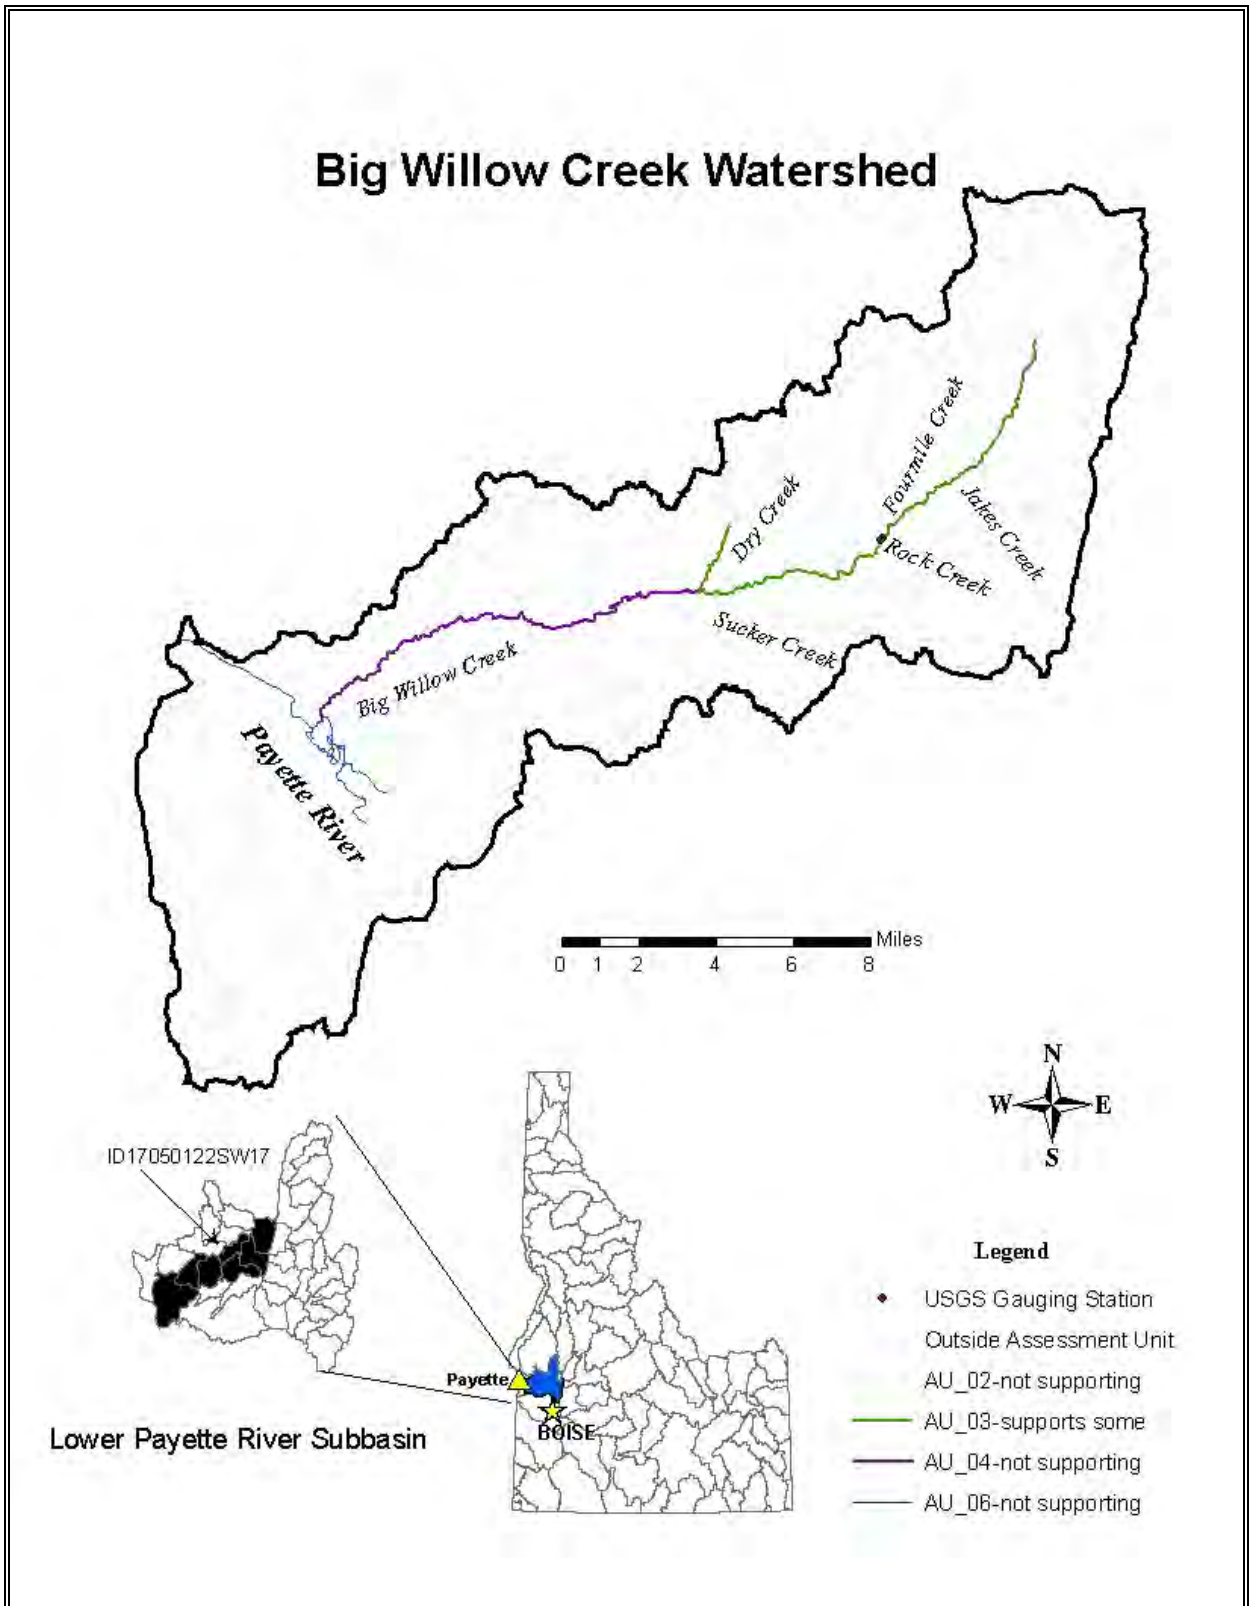 Big Willow Creek Watershed
Fourmile Creek
Dry Creek
Jakes Creek
Rock Creek
Sucker Creek
Big Willow Creek
Payette River
Miles
0 1 2 4 6 8
N
W E
S
ID17050122SW17
Legend
USGS Gauging Station
Outside Assessment Unit
AU_02-not supporting
AU_03-supports some
AU_04-not supporting
AU_06-not supporting
Payette
BOISE
Lower Payette River Subbasin